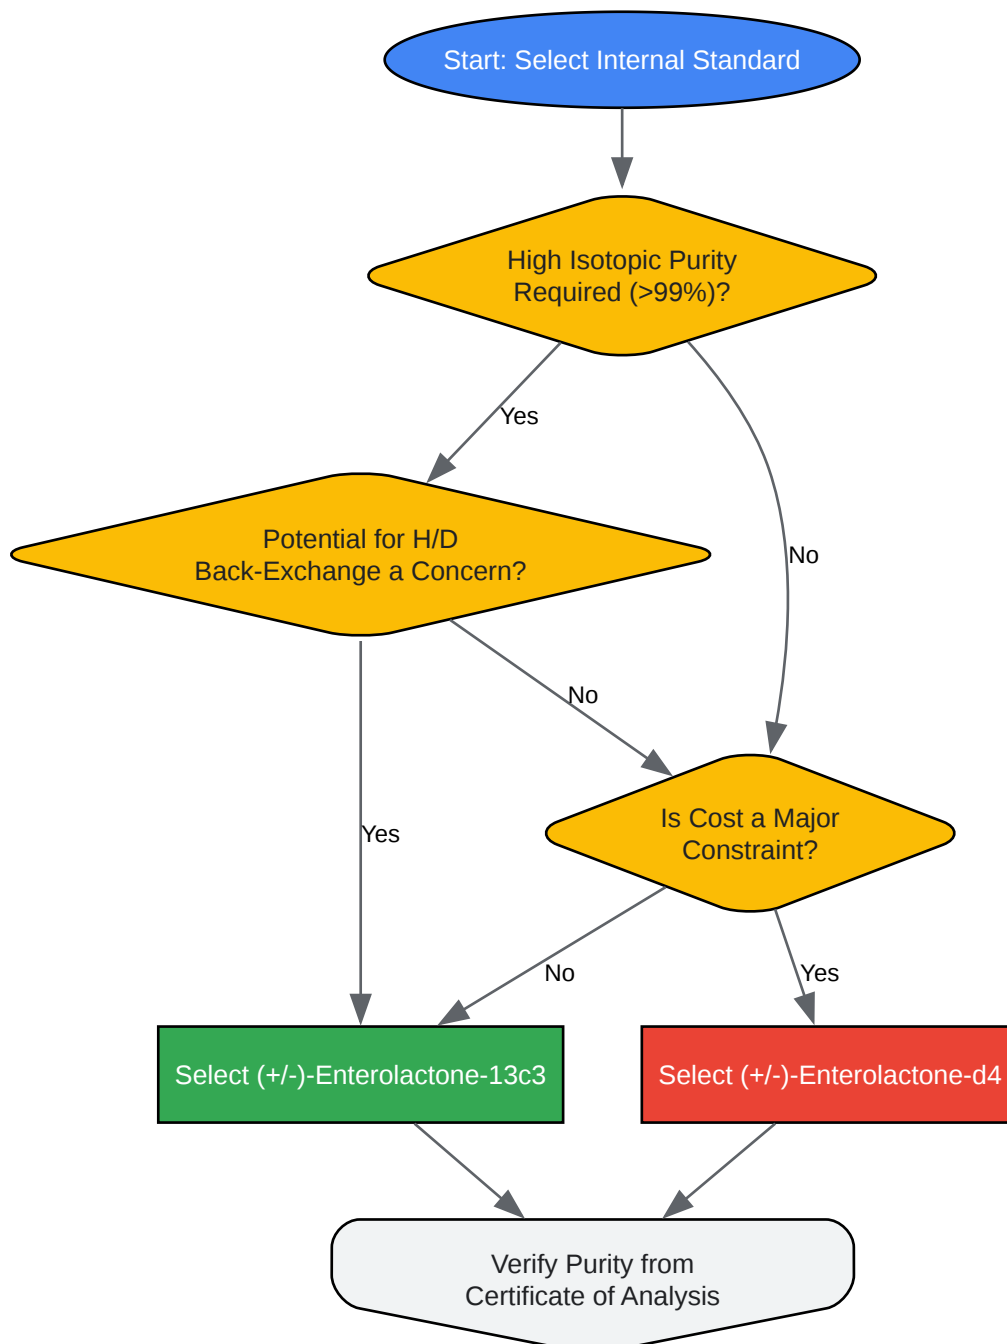 Start: Select Internal Standard
High Isotopic Purity
Required (>99%)?
Yes
No
Potential for H/D
Back-Exchange a Concern?
No
Yes
Is Cost a Major
Constraint?
No
Yes
Select (+/-)-Enterolactone-13c3
Select (+/-)-Enterolactone-d4
Verify Purity from
Certificate of Analysis